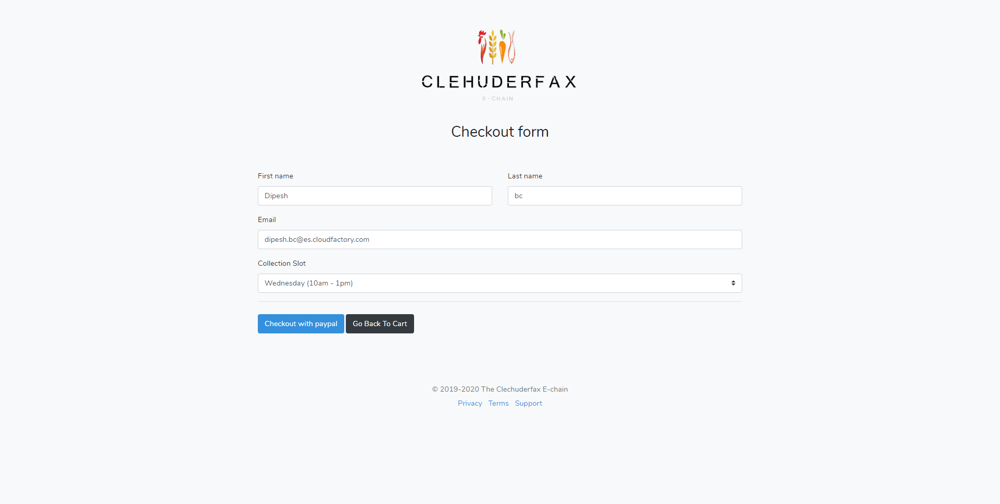 CLEHUDERFAX
E-CHAIN
Checkout form
First name
Last name
Dipesh
bc
Email
dipesh.bc@es.cloudfactory.com
Collection Slot
Wednesday (10am - 1pm)
Checkout with paypal
Go Back To Cart
© 2019-2020 The Clechuderfax E-chain
Privacy Terms Support